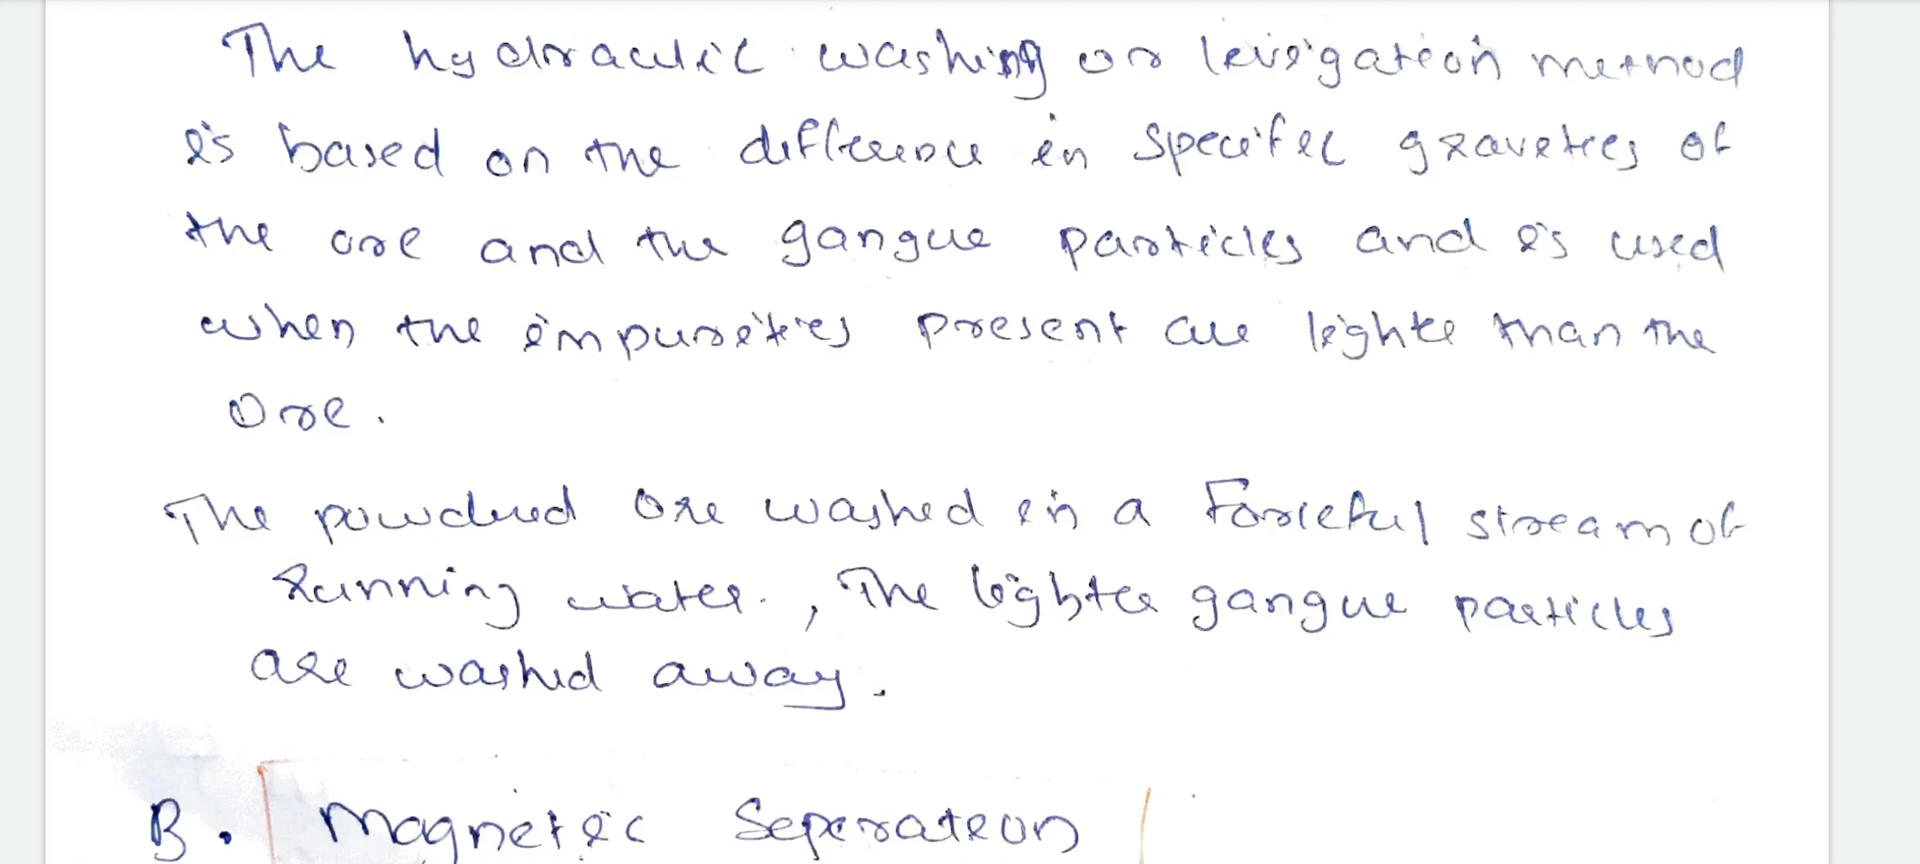 The hydraulic washing or levigation method
is based on the difference in specific gravities of
the ore and the gangue particles and is used
when the impurities present are lighter than the
Ore.
The powdered Ore washed in a Forceful stream of
Running water. , The lighter gangue particles
are washed away.
B. Magnetic Seperation